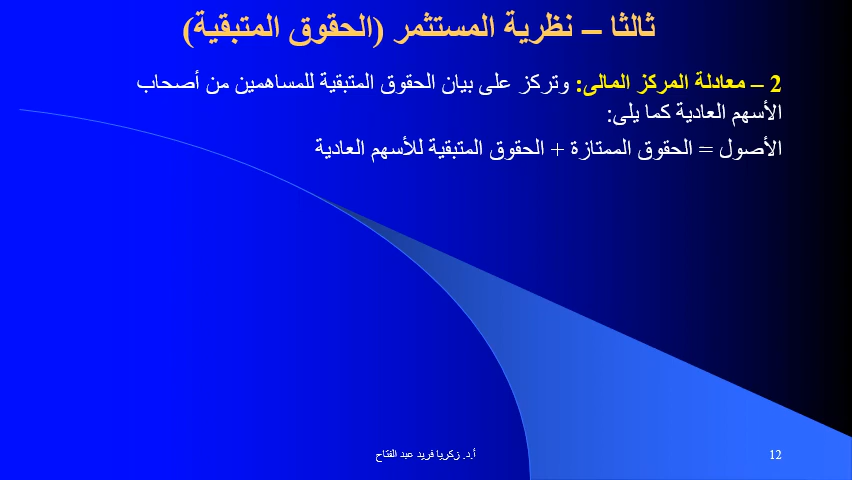 ثالثا – نظرية المستثمر (الحقوق المتبقية)
2 – معادلة المركز المالى: وتركز على بيان الحقوق المتبقية للمساهمين من أصحاب
الأسهم العادية كما يلى:
الأصول = الحقوق الممتازة + الحقوق المتبقية للأسهم العادية
أ.د. زكريا فريد عبد الفتاح
12